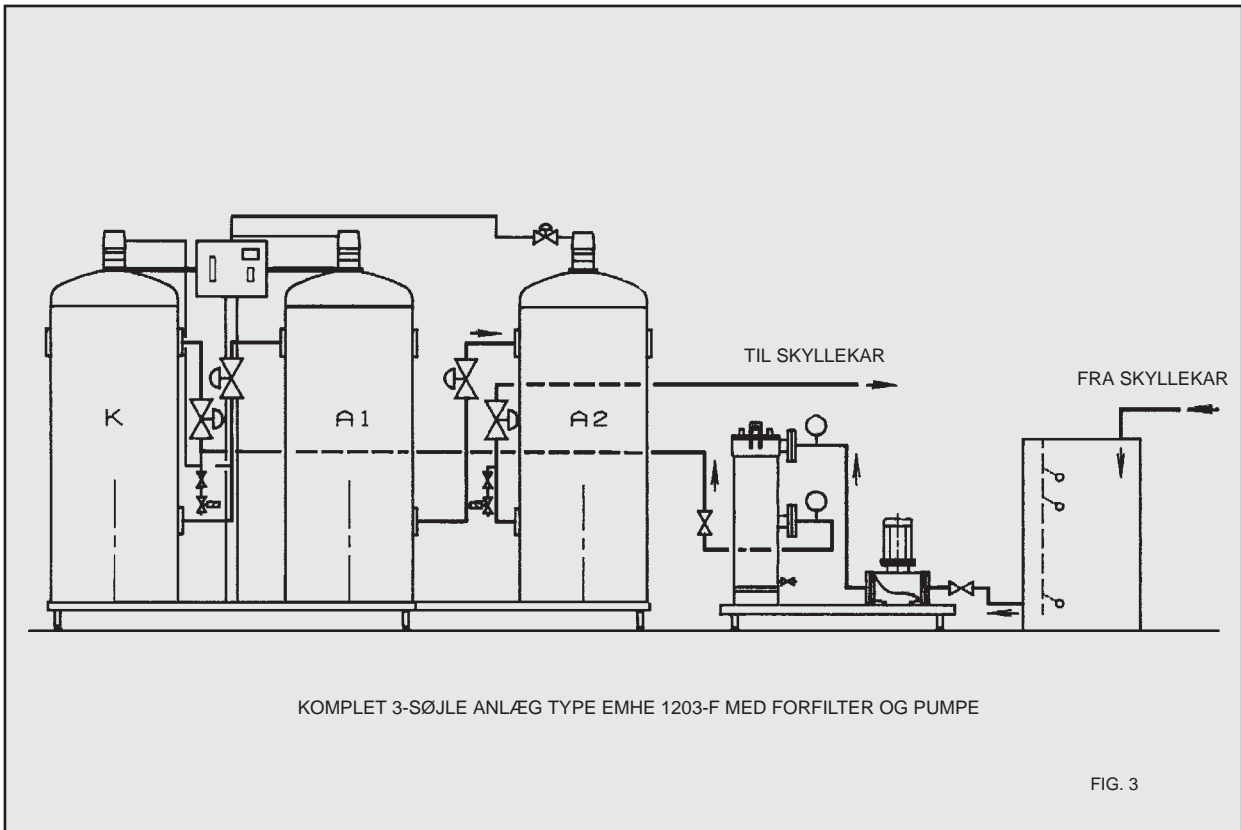 TIL SKYLLEKAR
FRA SKYLLEKAR
K
A1
A2
KOMPLET 3-SØJLE ANLÆG TYPE EMHE 1203-F MED FORFILTER OG PUMPE
FIG. 3